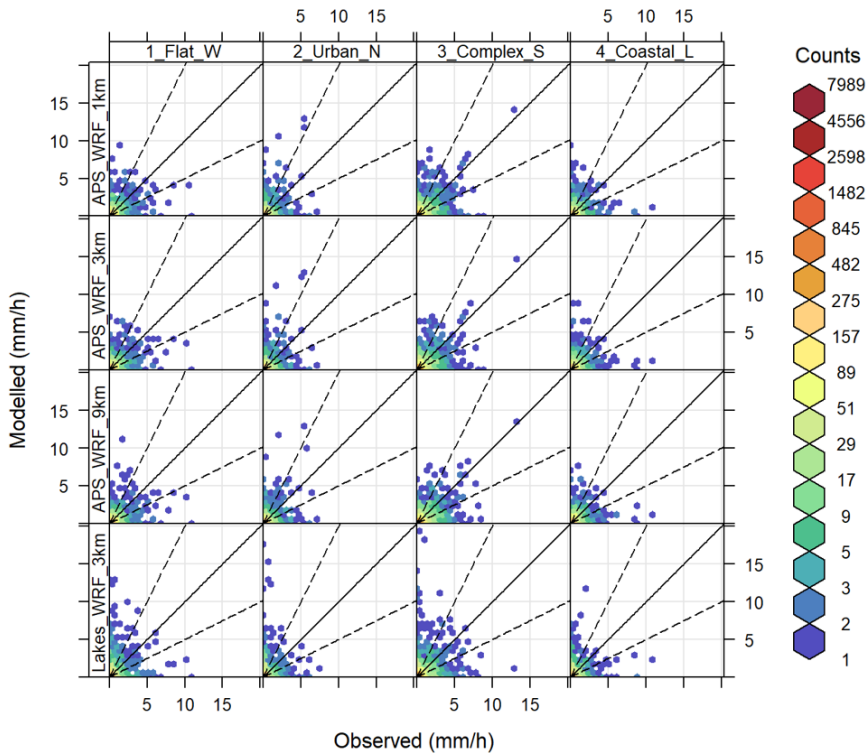 5 10 15
5 10 15
1_Flat_W 2_Urban_N 3_Complex_S 4_Coastal_L
Counts
APS_WRF_1km
APS_WRF_3km
APS_WRF_9km
Lakes_WRF_3km
15
10
5
15
10
5
15
10
5
15
10
5
Modelled (mm/h)
5 10 15
5 10 15
Observed (mm/h)
7989
4556
2598
1482
845
482
275
157
89
51
29
17
9
5
3
2
1